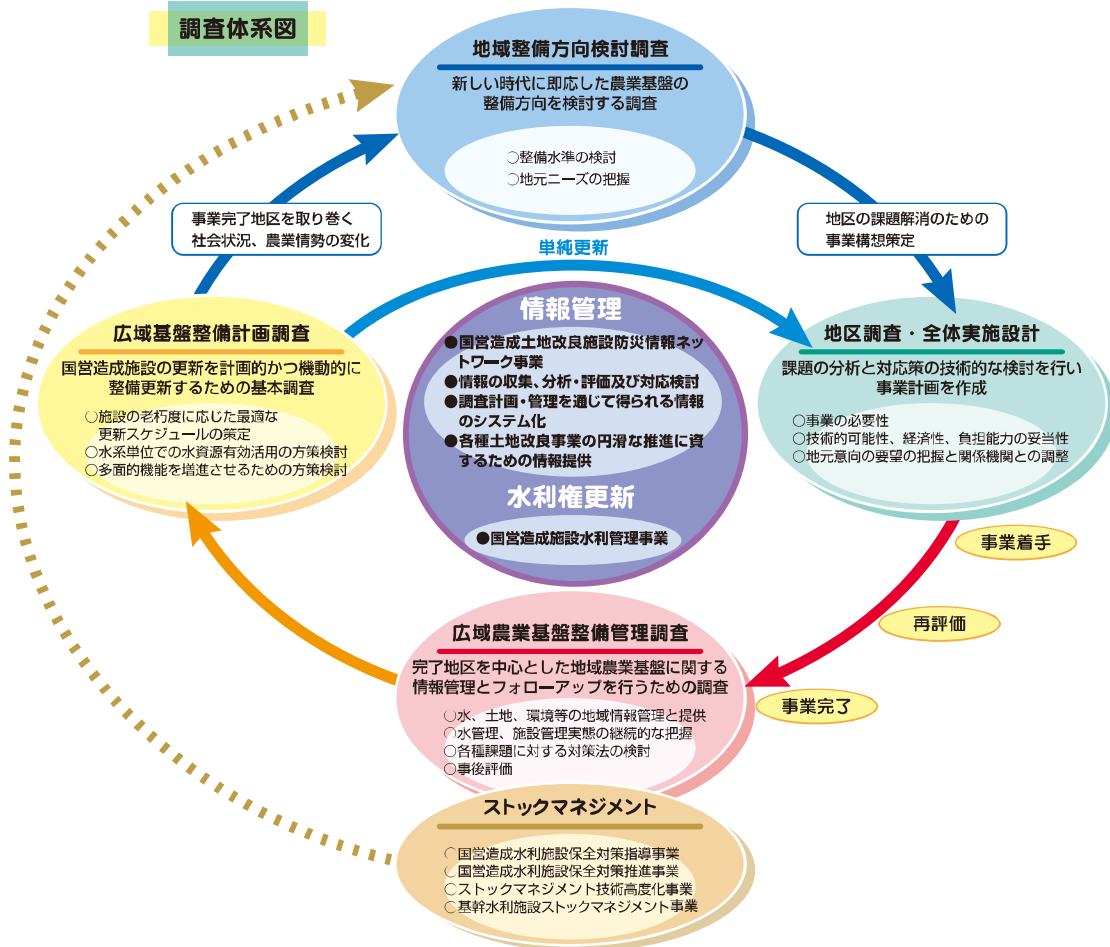 調査体系図
地域整備方向検討調査
新しい時代に即応した農業基盤の
整備方向を検討する調査
○整備水準の検討
○地元ニーズの把握
事業完了地区を取り巻く
社会状況、農業情勢の変化
地区の課題解消のための
事業構想策定
単純更新
広域基盤整備計画調査
国営造成施設の更新を計画的かつ機動的に
整備更新するための基本調査
○施設の老朽度に応じた最適な
更新スケジュールの策定
○水系単位での水資源有効活用の方策検討
○多面的機能を増進させるための方策検討
情報管理
●国営造成土地改良施設防災情報ネッ
トワーク事業
●情報の収集、分析・評価及び対応検討
●調査計画・管理を通じて得られる情報
のシステム化
●各種土地改良事業の円滑な推進に資
するための情報提供
水利権更新
●国営造成施設水利管理事業
地区調査・全体実施設計
課題の分析と対応策の技術的な検討を行い
事業計画を作成
○事業の必要性
○技術的可能性、経済性、負担能力の妥当性
○地元意向の要望の把握と関係機関との調整
事業着手
再評価
事業完了
広域農業基盤整備管理調査
完了地区を中心とした地域農業基盤に関する
情報管理とフォローアップを行うための調査
○水、土地、環境等の地域情報管理と提供
○水管理、施設管理実態の継続的な把握
○各種課題に対する対策法の検討
○事後評価
ストックマネジメント
○国営造成水利施設保全対策指導事業
○国営造成水利施設保全対策推進事業
○ストックマネジメント技術高度化事業
○基幹水利施設ストックマネジメント事業